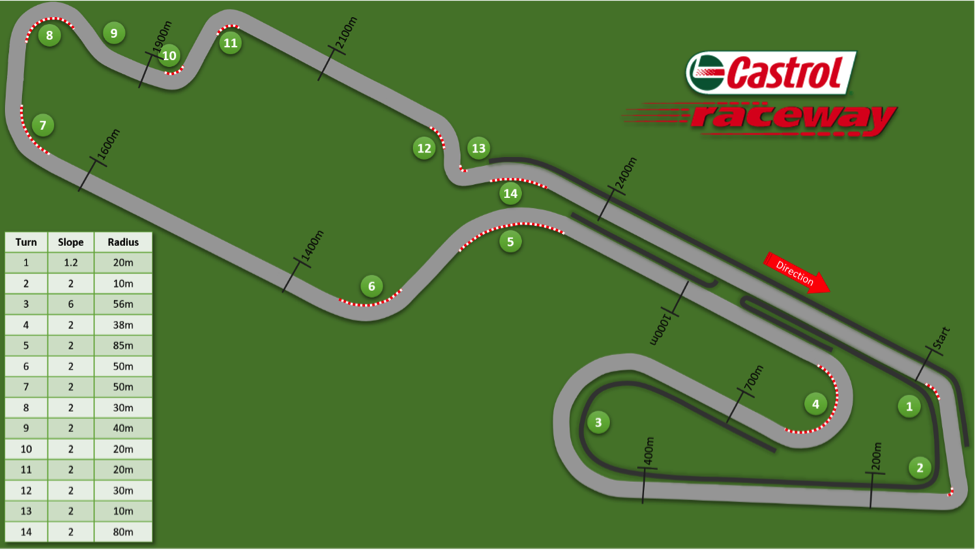 Castrol
raceway
Direction
Start
200m
400m
700m
1000m
1400m
1600m
1900m
2100m
2400m
1
2
3
4
5
6
7
8
9
10
11
12
13
14
Turn Slope Radius
1 1.2 20m
2 2 10m
3 6 56m
4 2 38m
5 2 85m
6 2 50m
7 2 50m
8 2 30m
9 2 40m
10 2 20m
11 2 20m
12 2 30m
13 2 10m
14 2 80m